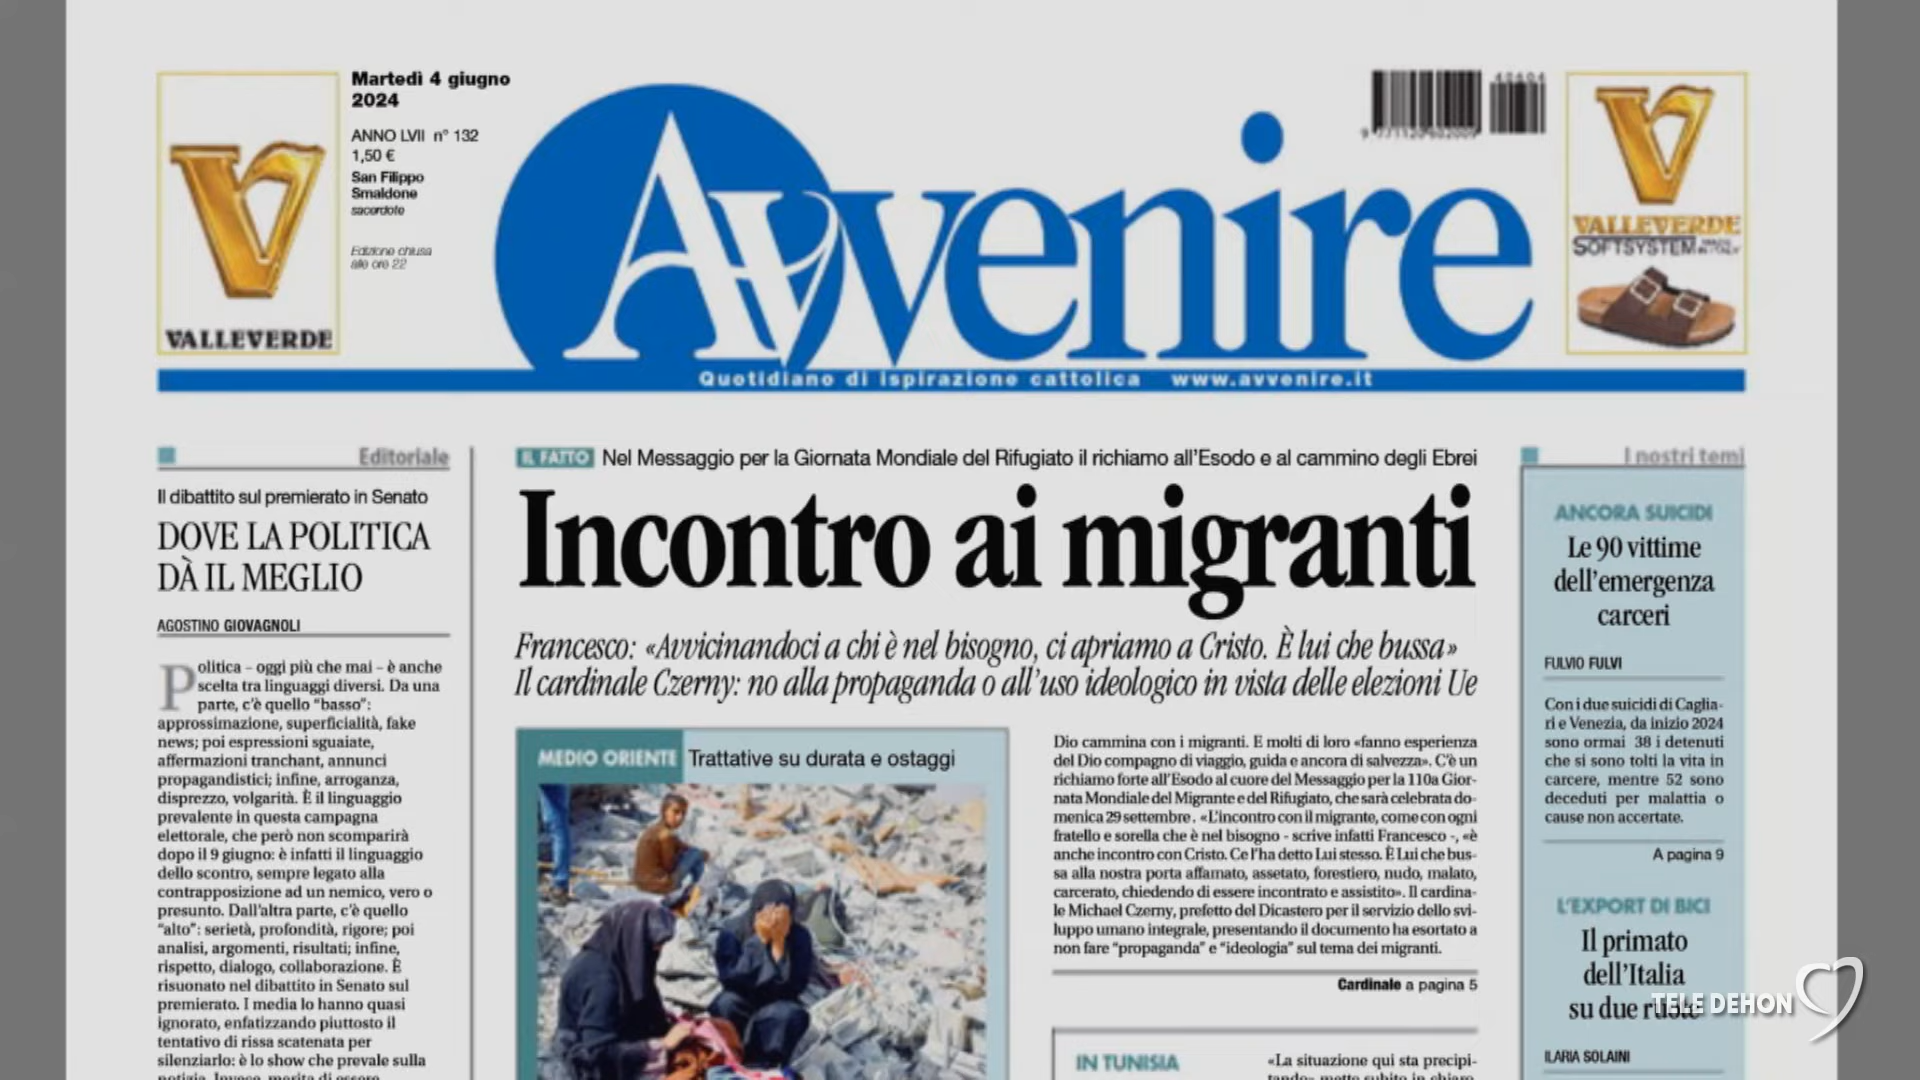 Martedì 4 giugno
2024
ANNO LVII n° 132
1,50 €
San Filippo
Smaldone
sacerdote
Edizione chiusa
alle ore 22
VALLEVERDE
Avvenire
Quotidiano di ispirazione cattolica www.avvenire.it
40604
VALLEVERDE
SOFTSYSTEM
Editoriale
Il dibattito sul premierato in Senato
DOVE LA POLITICA
DÀ IL MEGLIO
AGOSTINO GIOVAGNOLI
Politica – oggi più che mai – è anche
scelta tra linguaggi diversi. Da una
parte, c’è quello “basso”:
approssimazione, superficialità, fake
news; poi espressioni sguaiate,
affermazioni tranchant, annunci
propagandistici; infine, arroganza,
disprezzo, volgarità. È il linguaggio
prevalente in questa campagna
elettorale, che però non scomparirà
dopo il 9 giugno: è infatti il linguaggio
dello scontro, sempre legato alla
contrapposizione ad un nemico, vero o
presunto. Dall’altra parte, c’è quello
“alto”: serietà, profondità, rigore; poi
analisi, argomenti, risultati; infine,
rispetto, dialogo, collaborazione. È
risuonato nel dibattito in Senato sul
premierato. I media lo hanno quasi
ignorato, enfatizzando piuttosto il
tentativo di rissa scatenata per
silenziarlo: è lo show che prevale sulla
notizia. Invece, merita di essere
IL FATTO Nel Messaggio per la Giornata Mondiale del Rifugiato il richiamo all’Esodo e al cammino degli Ebrei
Incontro ai migranti
Francesco: «Avvicinandoci a chi è nel bisogno, ci apriamo a Cristo. È lui che bussa»
Il cardinale Czerny: no alla propaganda o all’uso ideologico in vista delle elezioni Ue
MEDIO ORIENTE Trattative su durata e ostaggi
Dio cammina con i migranti. E molti di loro «fanno esperienza
del Dio compagno di viaggio, guida e ancora di salvezza». C’è un
richiamo forte all’Esodo al cuore del Messaggio per la 110a Gior-
nata Mondiale del Migrante e del Rifugiato, che sarà celebrata do-
menica 29 settembre. «L’incontro con il migrante, come con ogni
fratello e sorella che è nel bisogno - scrive infatti Francesco -, «è
anche incontro con Cristo. Ce l’ha detto Lui stesso. È Lui che bus-
sa alla nostra porta affamato, assetato, forestiero, nudo, malato,
carcerato, chiedendo di essere incontrato e assistito». Il cardina-
le Michael Czerny, prefetto del Dicastero per il servizio dello svi-
luppo umano integrale, presentando il documento ha esortato a
non fare “propaganda” e “ideologia” sul tema dei migranti.
Cardinale a pagina 5
IN TUNISIA
«La situazione qui sta precipi-
tando» mette subito in chiaro
I nostri temi
ANCORA SUICIDI
Le 90 vittime
dell’emergenza
carceri
FULVIO FULVI
Con i due suicidi di Caglia-
ri e Venezia, da inizio 2024
sono ormai 38 i detenuti
che si sono tolti la vita in
carcere, mentre 52 sono
deceduti per malattia o
cause non accertate.
A pagina 9
L’EXPORT DI BICI
Il primato
dell’Italia
su due ruote
ILARIA SOLAINI
TELE DEHON